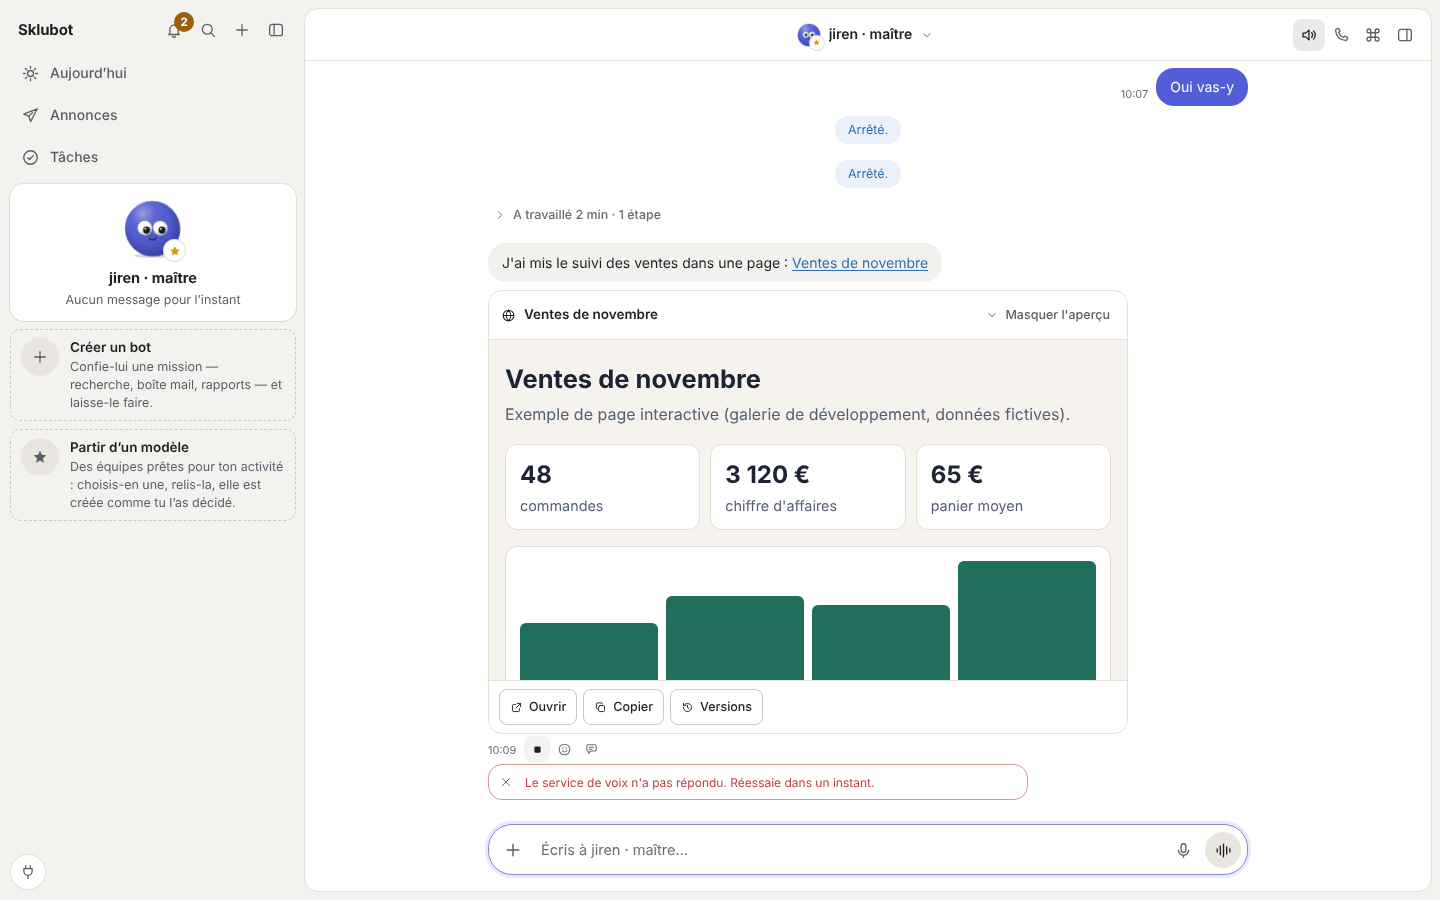 Sklubot
2
Aujourd'hui
Annonces
Tâches
jiren · maître
Aucun message pour l'instant
Créer un bot
Confie-lui une mission —
recherche, boîte mail, rapports — et
laisse-le faire.
Partir d'un modèle
Des équipes prêtes pour ton activité
: choisis-en une, relis-la, elle est
créée comme tu l'as décidé.
jiren · maître
10:07
Oui vas-y
Arrêté.
Arrêté.
A travaillé 2 min · 1 étape
J'ai mis le suivi des ventes dans une page : Ventes de novembre
Ventes de novembre
Masquer l'aperçu
Ventes de novembre
Exemple de page interactive (galerie de développement, données fictives).
48
commandes
3 120 €
chiffre d'affaires
65 €
panier moyen
Ouvrir
Copier
Versions
10:09
Le service de voix n'a pas répondu. Réessaie dans un instant.
Écris à jiren · maître...